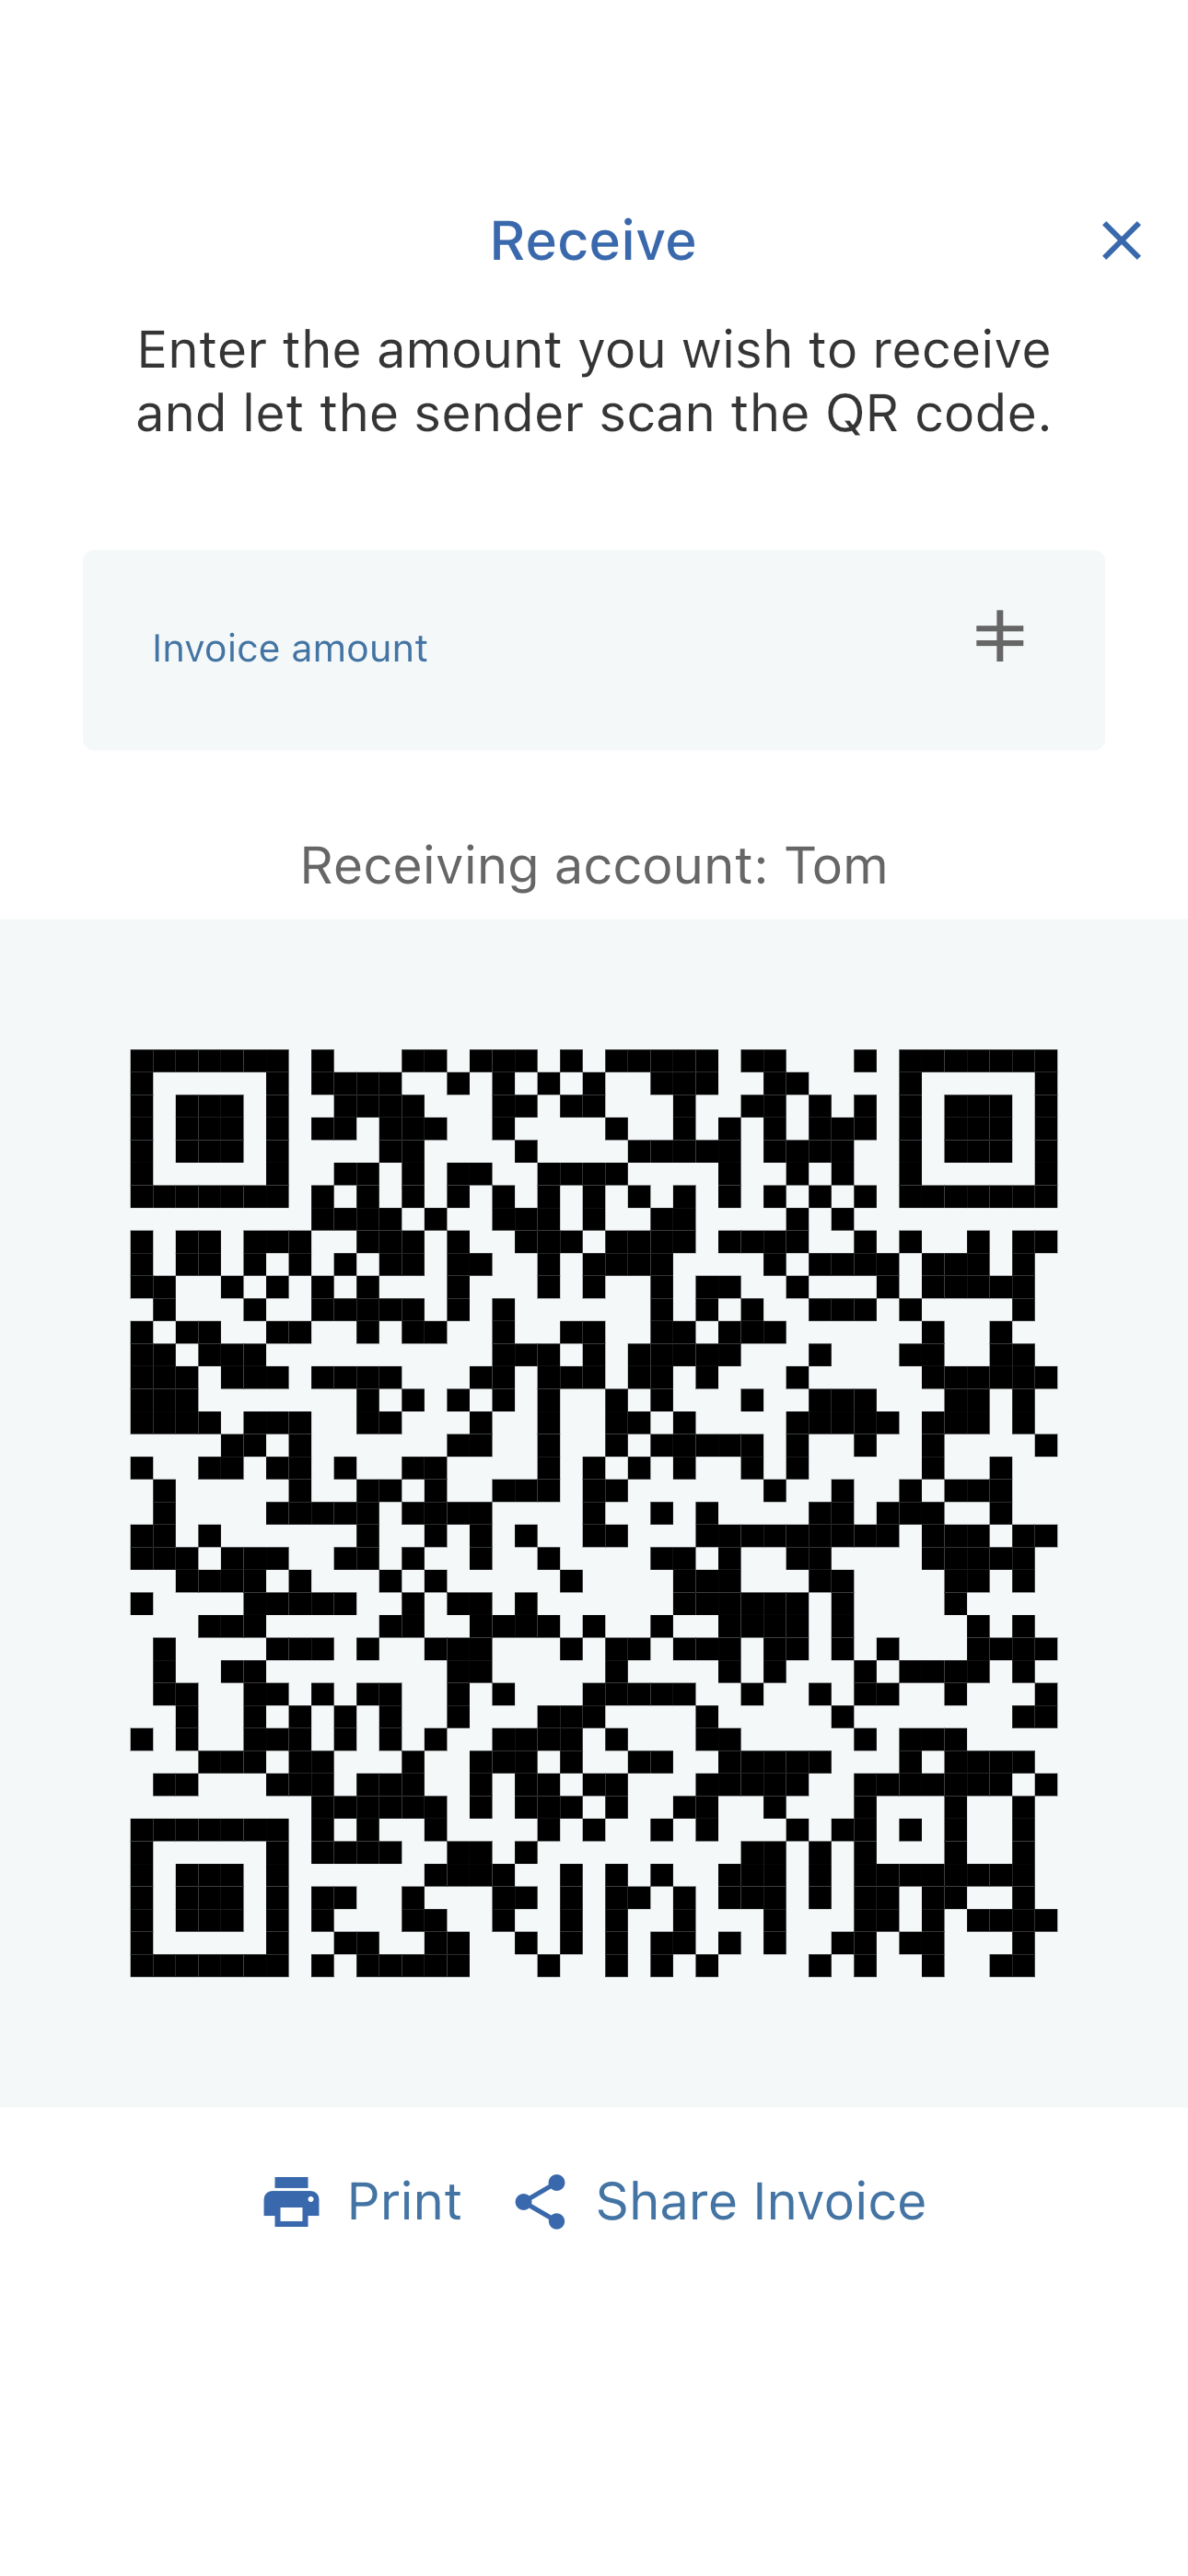 Receive
Enter the amount you wish to receive
and let the sender scan the QR code.
Invoice amount
Receiving account: Tom
Print
Share Invoice